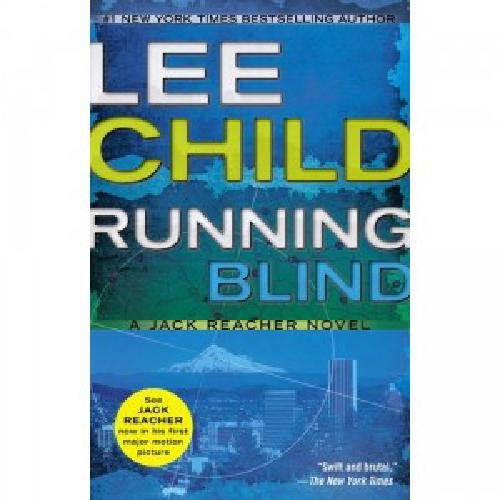 #1 NEW YORK TIMES BESTSELLING AUTHOR
LEE
CHILD
RUNNING
BLIND
A JACK REACHER NOVEL
See
JACK
REACHER
now in his first
major motion
picture
"Swift and brutal."
—The New York Times